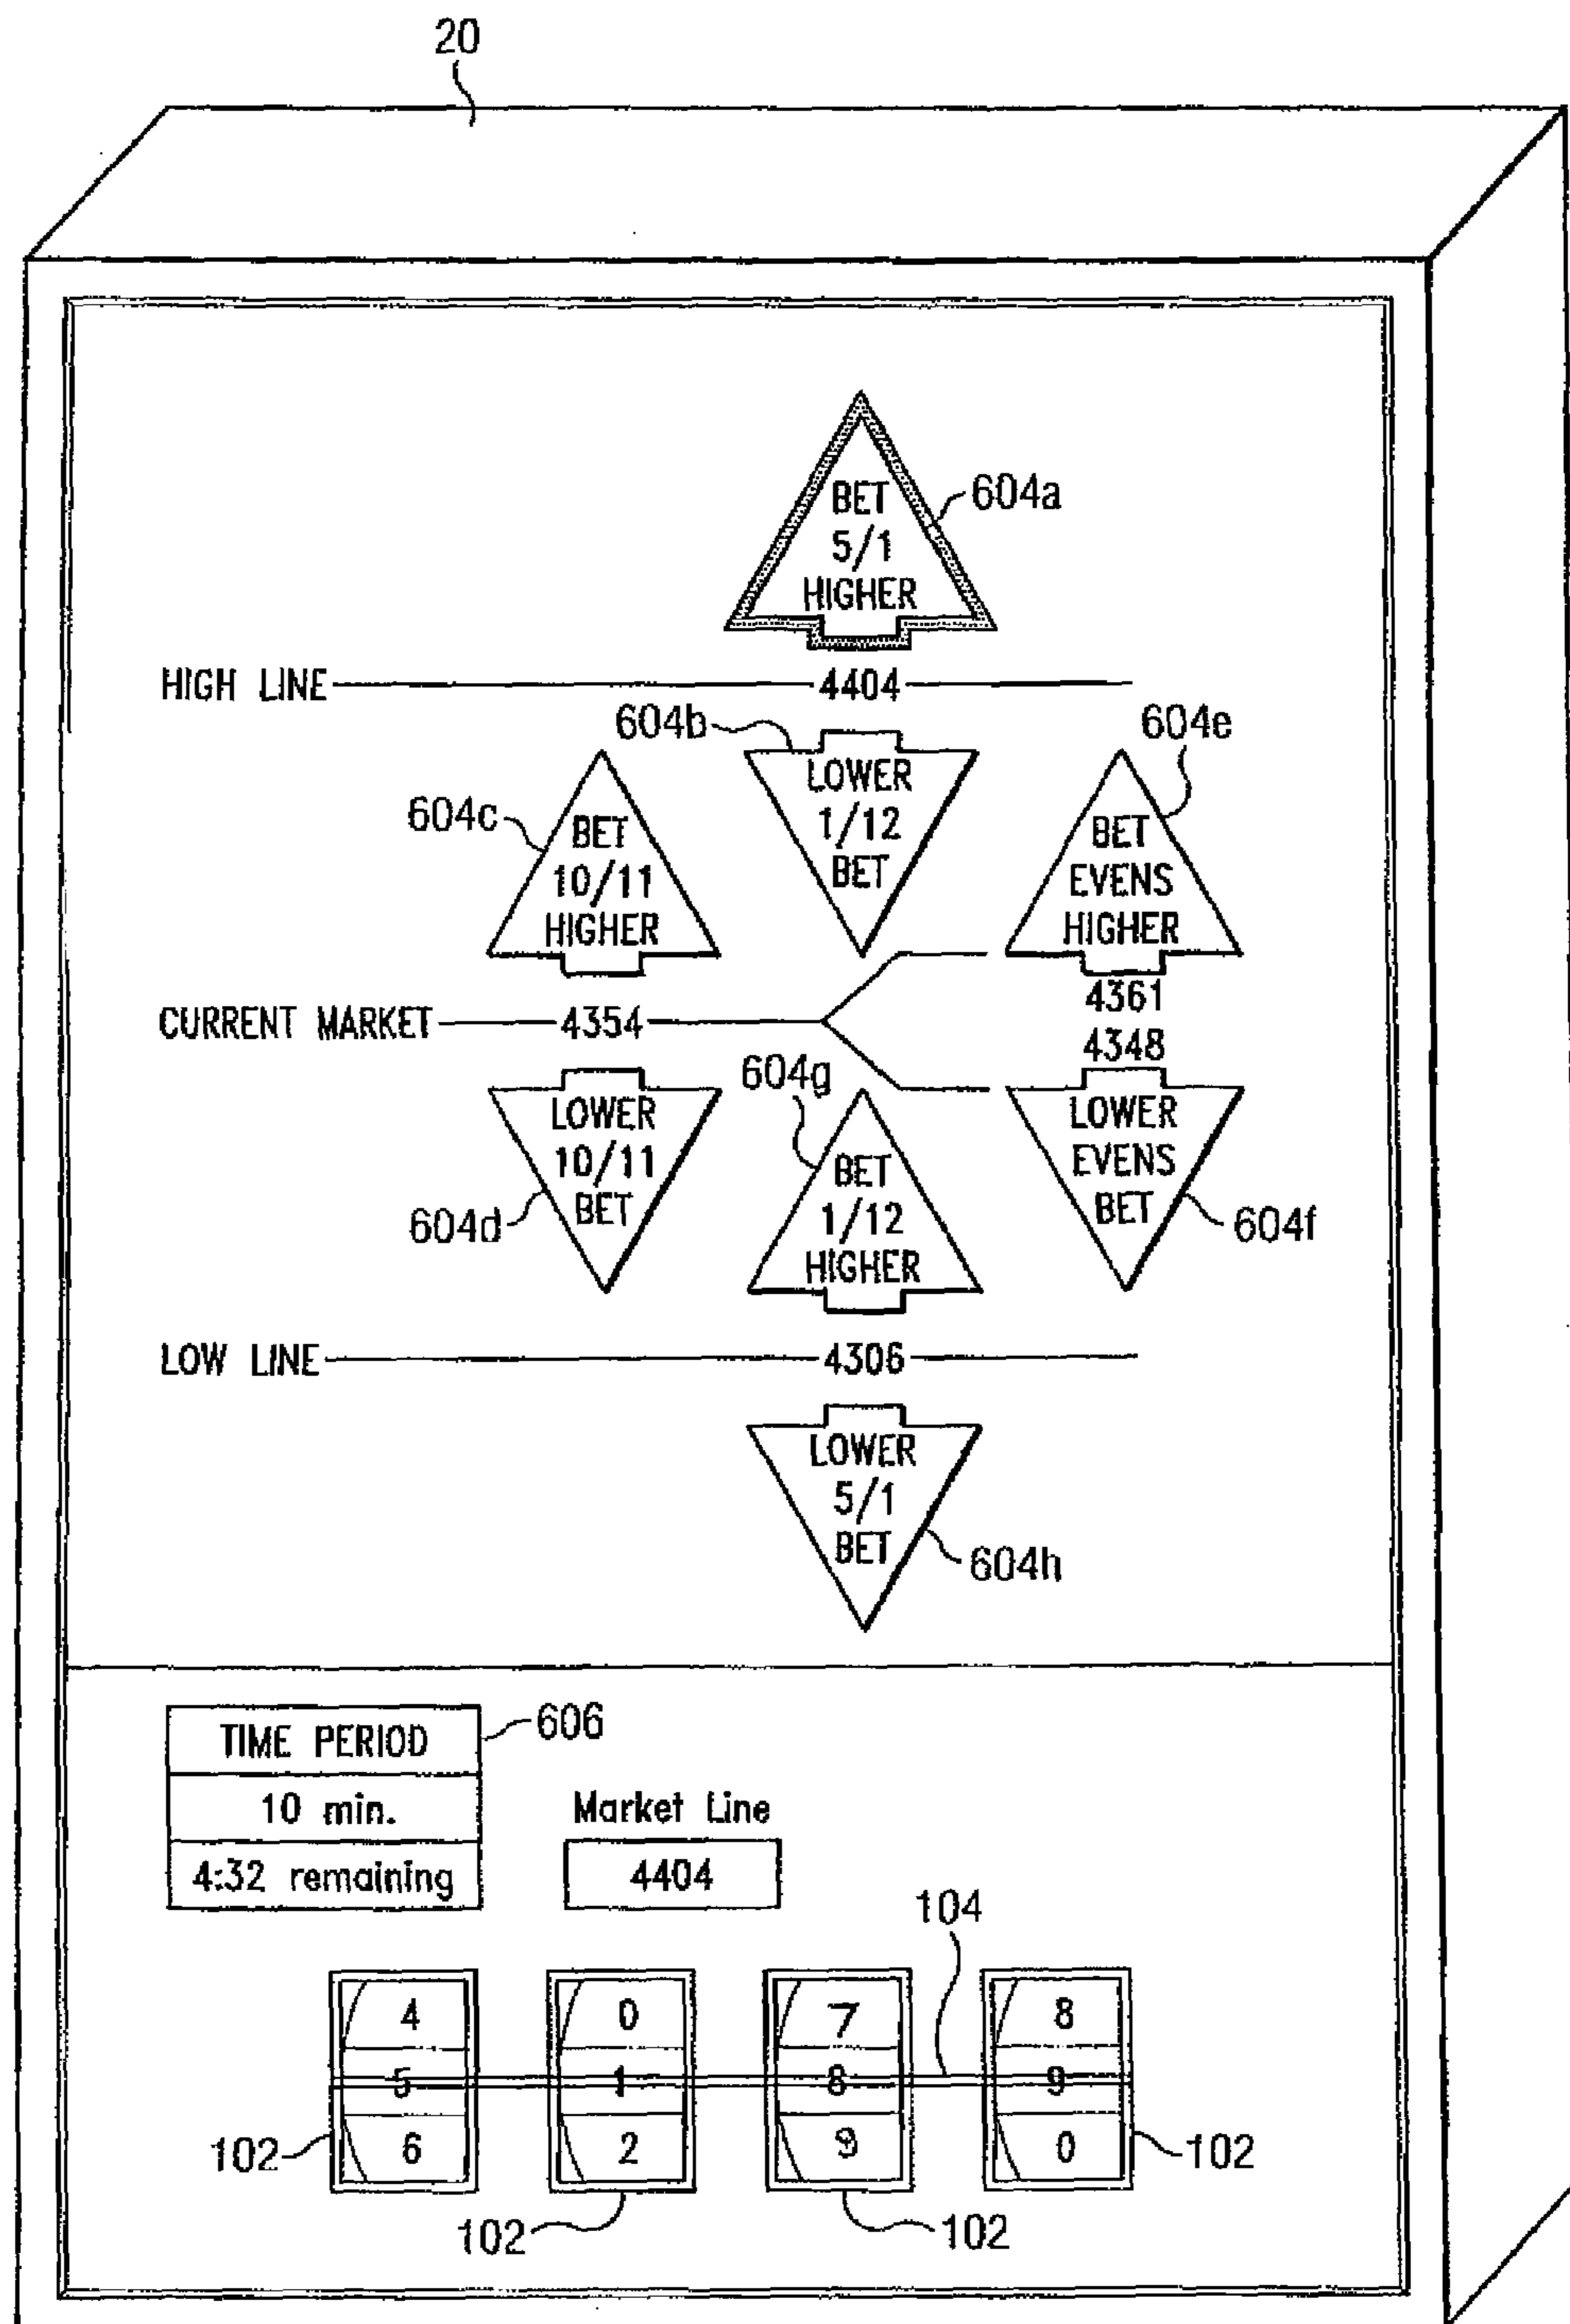 20
BET
5/1
HIGHER
604a
HIGH LINE 4404
604b
604e
LOWER
1/12
BET
604c
BET
10/11
HIGHER
BET
EVENS
HIGHER
4361
CURRENT MARKET 4354
4348
604g
LOWER
10/11
BET
604d
BET
1/12
HIGHER
LOWER
EVENS
BET
604f
LOW LINE 4306
LOWER
5/1
BET
604h
TIME PERIOD
606
10 min.
4:32 remaining
Market Line
4404
104
4 0 7 8
5 1 8 9
6 2 9 0
102 102
102 102